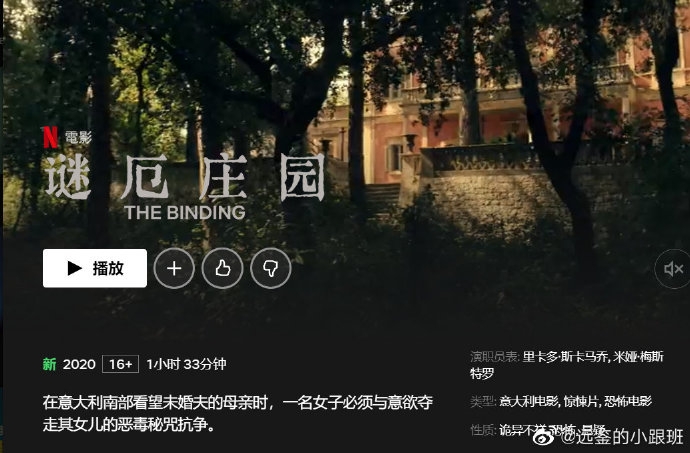 N 電影
谜厄庄园
THE BINDING
播放
新 2020 16+ 1小时 33分钟
在意大利南部看望未婚夫的母亲时，一名女子必须与意欲夺
走其女儿的恶毒秘咒抗争。
演职员表: 里卡多·斯卡马乔, 米娅·梅斯
特罗
类型: 意大利电影, 惊悚片, 恐怖电影
性质: 诡异不祥, 恐怖, 悬疑
@远鉴的小跟班